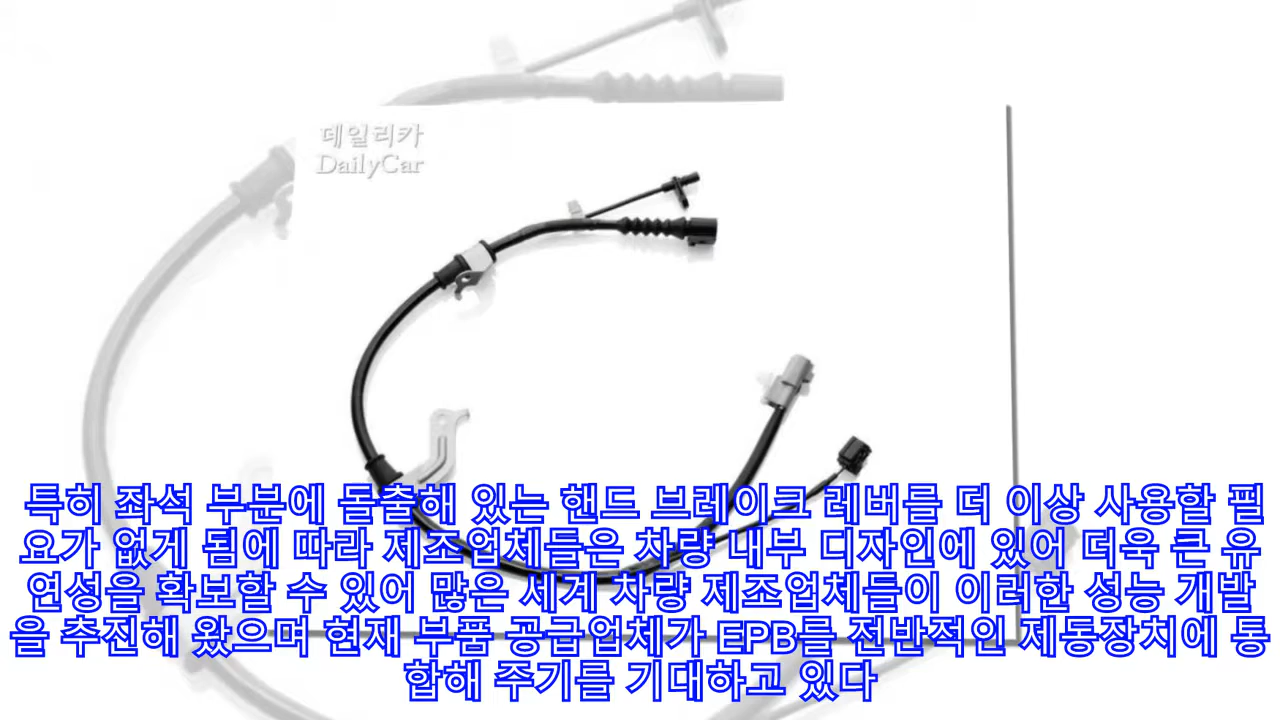 데일리카
DailyCar
특히 좌석 부분에 돌출해 있는 핸드 브레이크 레버를 더 이상 사용할 필
요가 없게 됨에 따라 제조업체들은 차량 내부 디자인에 있어 더욱 큰 유
연성을 확보할 수 있어 많은 세계 차량 제조업체들이 이러한 성능 개발
을 추진해 왔으며 현재 부품 공급업체가 EPB를 전반적인 제동장치에 통
합해 주기를 기대하고 있다